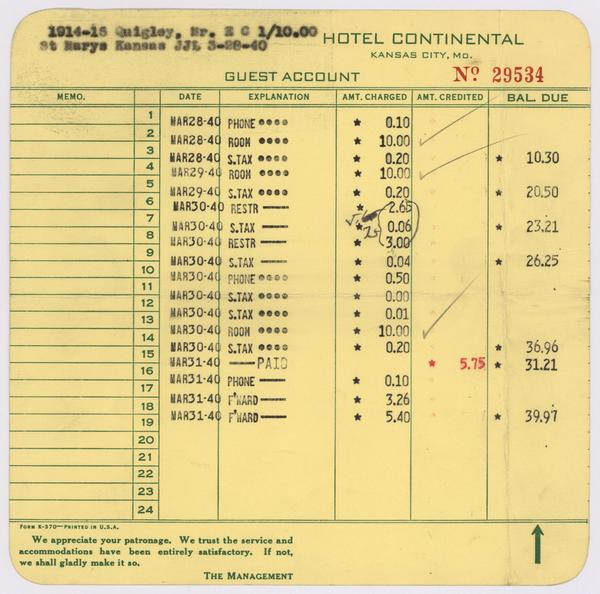 1914-15 Quigley, Mr. E C 1/10.00
St Marys Kansas JJL 3-28-40
HOTEL CONTINENTAL
KANSAS CITY, MO.
GUEST ACCOUNT
Nº 29534
MEMO. DATE EXPLANATION AMT. CHARGED AMT. CREDITED BAL. DUE
1 MAR28-40 PHONE ●●●● * 0.10
2 MAR28-40 ROOM ●●●● * 10.00
3 MAR28-40 S.TAX ●●●● * 0.20 * 10.30
4 MAR29-40 ROOM ●●●● * 10.00
5 MAR29-40 S.TAX ●●●● * 0.20 * 20.50
6 MAR30-40 RESTR —— * 2.65
7 MAR30-40 S.TAX —— * 0.06 * 23.21
8 MAR30-40 RESTR —— * 3.00
9 MAR30-40 S.TAX —— * 0.04 * 26.25
10 MAR30-40 PHONE ●●●● * 0.50
11 MAR30-40 S.TAX ●●●● * 0.00
12 MAR30-40 S.TAX ●●●● * 0.01
13 MAR30-40 ROOM ●●●● * 10.00
14 MAR30-40 S.TAX ●●●● * 0.20 * 36.96
15 MAR31-40 —— PAID * 5.75 * 31.21
16 MAR31-40 PHONE —— * 0.10
17 MAR31-40 F'WARD —— * 3.26
18 MAR31-40 F'WARD —— * 5.40 * 39.97
19
20
21
22
23
24
FORM K-370—PRINTED IN U.S.A.
We appreciate your patronage. We trust the service and
accommodations have been entirely satisfactory. If not,
we shall gladly make it so.
THE MANAGEMENT